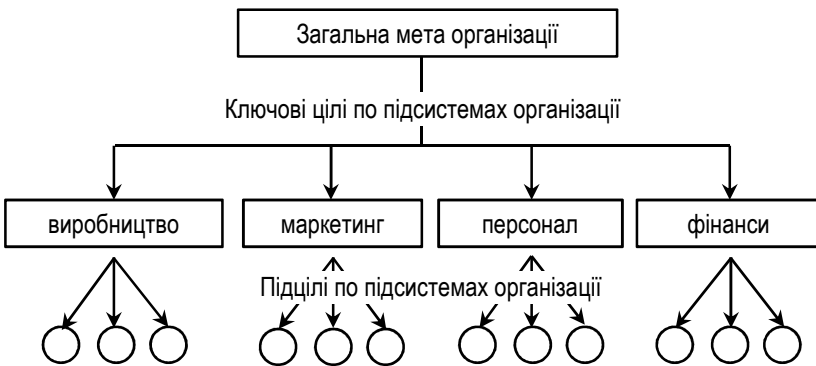 Загальна мета організації
Ключові цілі по підсистемах організації
виробництво
маркетинг
персонал
фінанси
Підцілі по підсистемах організації